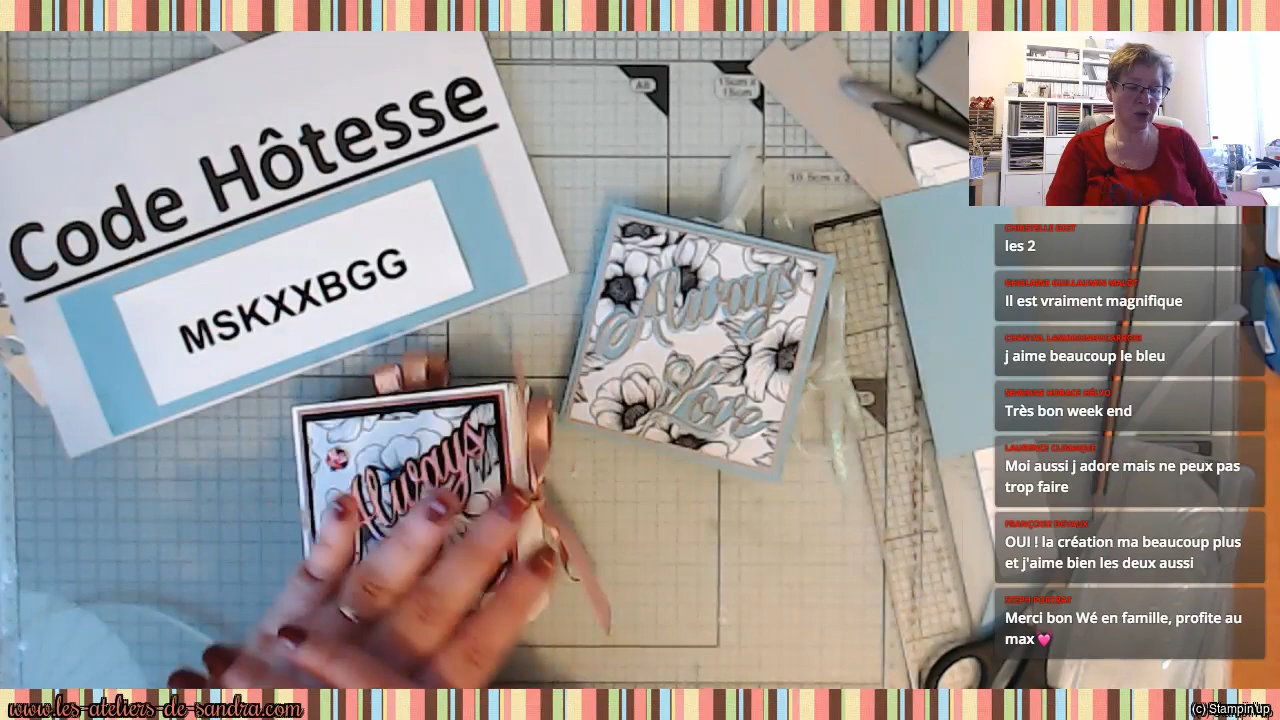 Code Hôtesse
MSKXXBGG
A6
15cm x
15cm
Always
Love
Always
les 2
Il est vraiment magnifique
j aime beaucoup le bleu
Très bon week end
Moi aussi j adore mais ne peux pas
trop faire
OUI ! la création ma beaucoup plus
et j'aime bien les deux aussi
Merci bon Wé en famille, profite au
max
www.les-ateliers-de-sandra.com
(c) Stampin'up